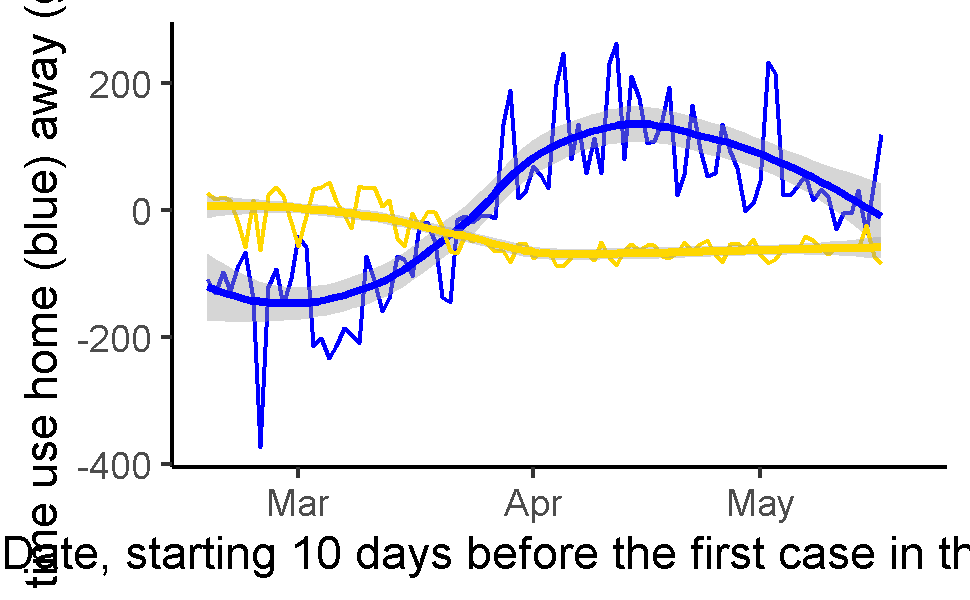 time use home (blue) away (
200
0
-200
-400
Mar Apr May
Date, starting 10 days before the first case in th